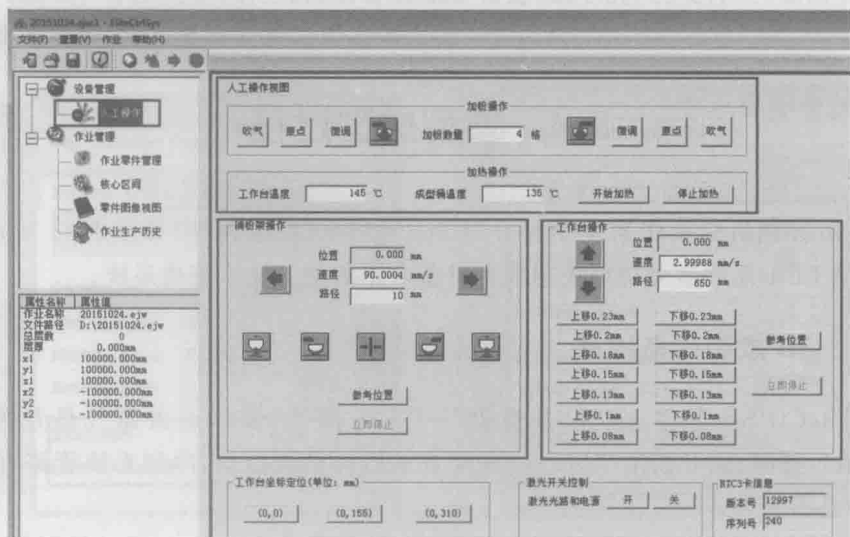 20151024.ejw3 - EliteCtrlSys
文件(F) 查看(V) 作业 帮助(H)
设备管理
人工操作
作业管理
作业零件管理
核心区间
零件图像视图
作业生产历史
属性名称 属性值
作业名称 20151024.ejw
文件路径 D:\20151024.ejw
总层数 0
层厚 0.000mm
x1 100000.000mm
y1 100000.000mm
z1 100000.000mm
x2 -100000.000mm
y2 -100000.000mm
z2 -100000.000mm
人工操作视图
加粉操作
吹气 原点 微调 加粉数量 4 格 微调 原点 吹气
加热操作
工作台温度 145 ℃ 成型桶温度 135 ℃ 开始加热 停止加热
铺粉架操作
位置 0.000 mm
速度 90.0004 mm/s
路径 10 mm
参考位置
立即停止
工作台操作
位置 0.000 mm
速度 2.99988 mm/s
路径 650 mm
上移0.23mm 下移0.23mm
上移0.2mm 下移0.2mm
上移0.18mm 下移0.18mm
上移0.15mm 下移0.15mm
上移0.13mm 下移0.13mm
上移0.1mm 下移0.1mm
上移0.08mm 下移0.08mm
参考位置
立即停止
工作台坐标定位(单位: mm)
(0,0) (0,155) (0,310)
激光开关控制
激光光路和电源 开 关
RTC3卡信息
版本号 12997
序列号 240